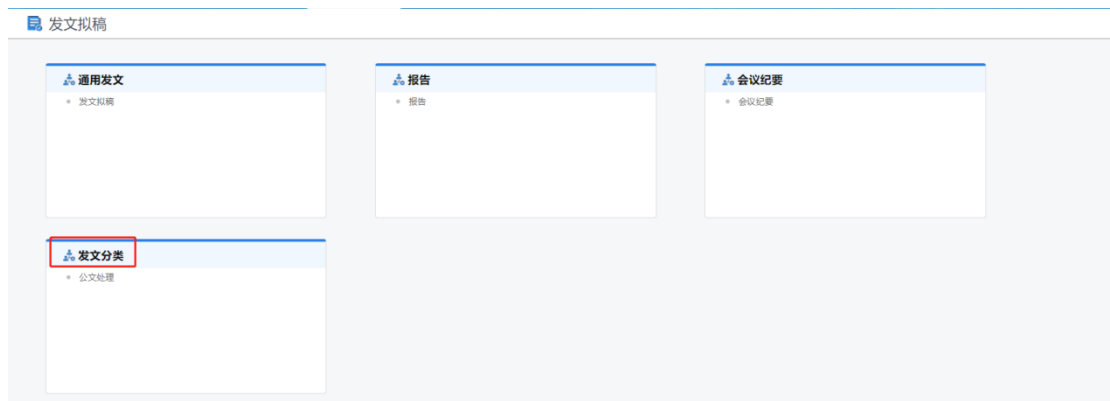 发文拟稿
通用发文
发文拟稿
报告
报告
会议纪要
会议纪要
发文分类
公文处理